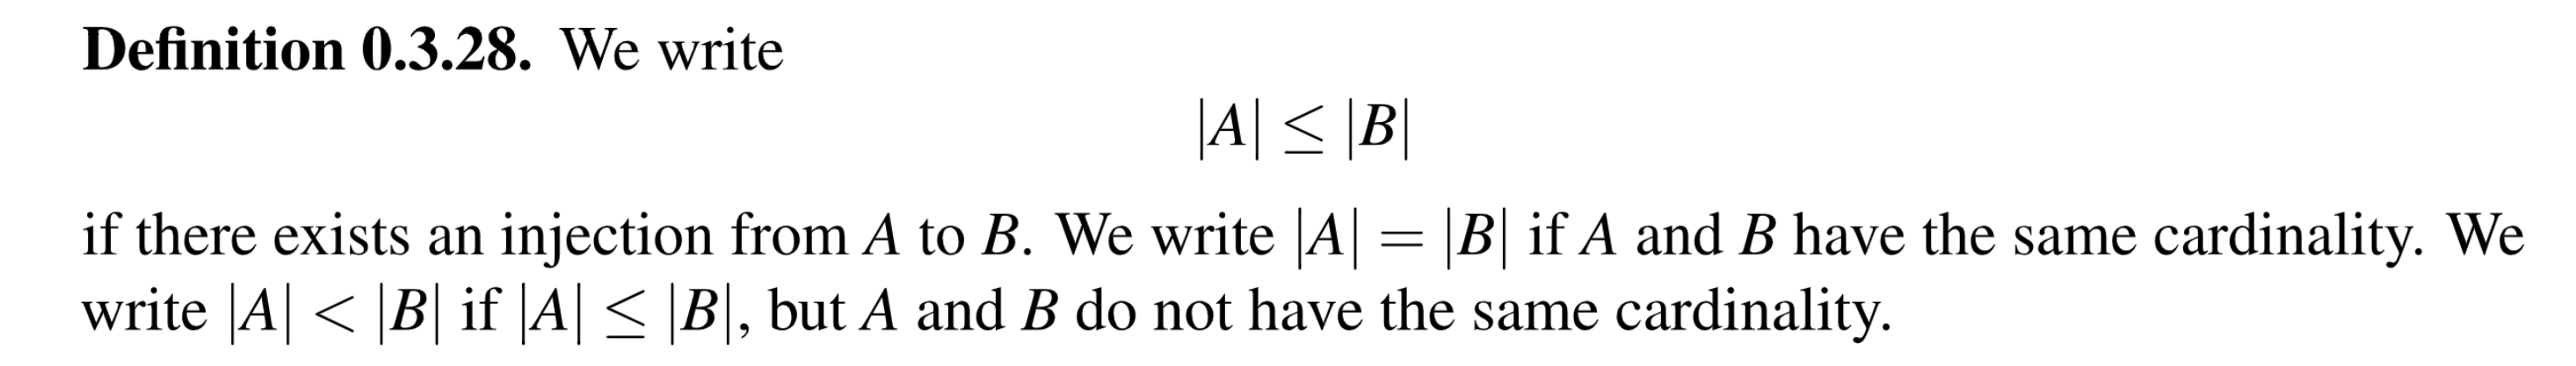 Definition 0.3.28. We write
|A| ≤ |B|
if there exists an injection from A to B. We write |A| = |B| if A and B have the same cardinality. We
write |A| < |B| if |A| ≤ |B|, but A and B do not have the same cardinality.